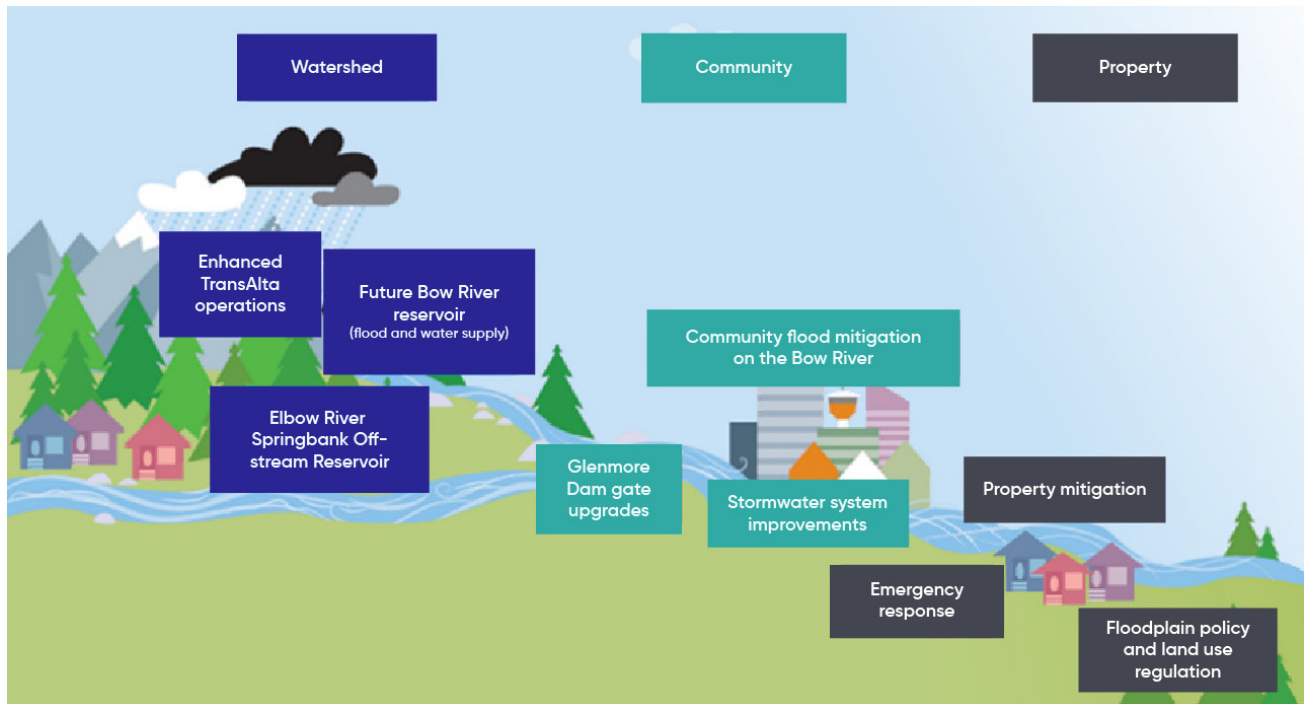 Watershed
Community
Property
Enhanced
TransAlta
operations
Future Bow River
reservoir
(flood and water supply)
Elbow River
Springbank Off-
stream Reservoir
Community flood mitigation
on the Bow River
Glenmore
Dam gate
upgrades
Stormwater system
improvements
Property mitigation
Emergency
response
Floodplain policy
and land use
regulation